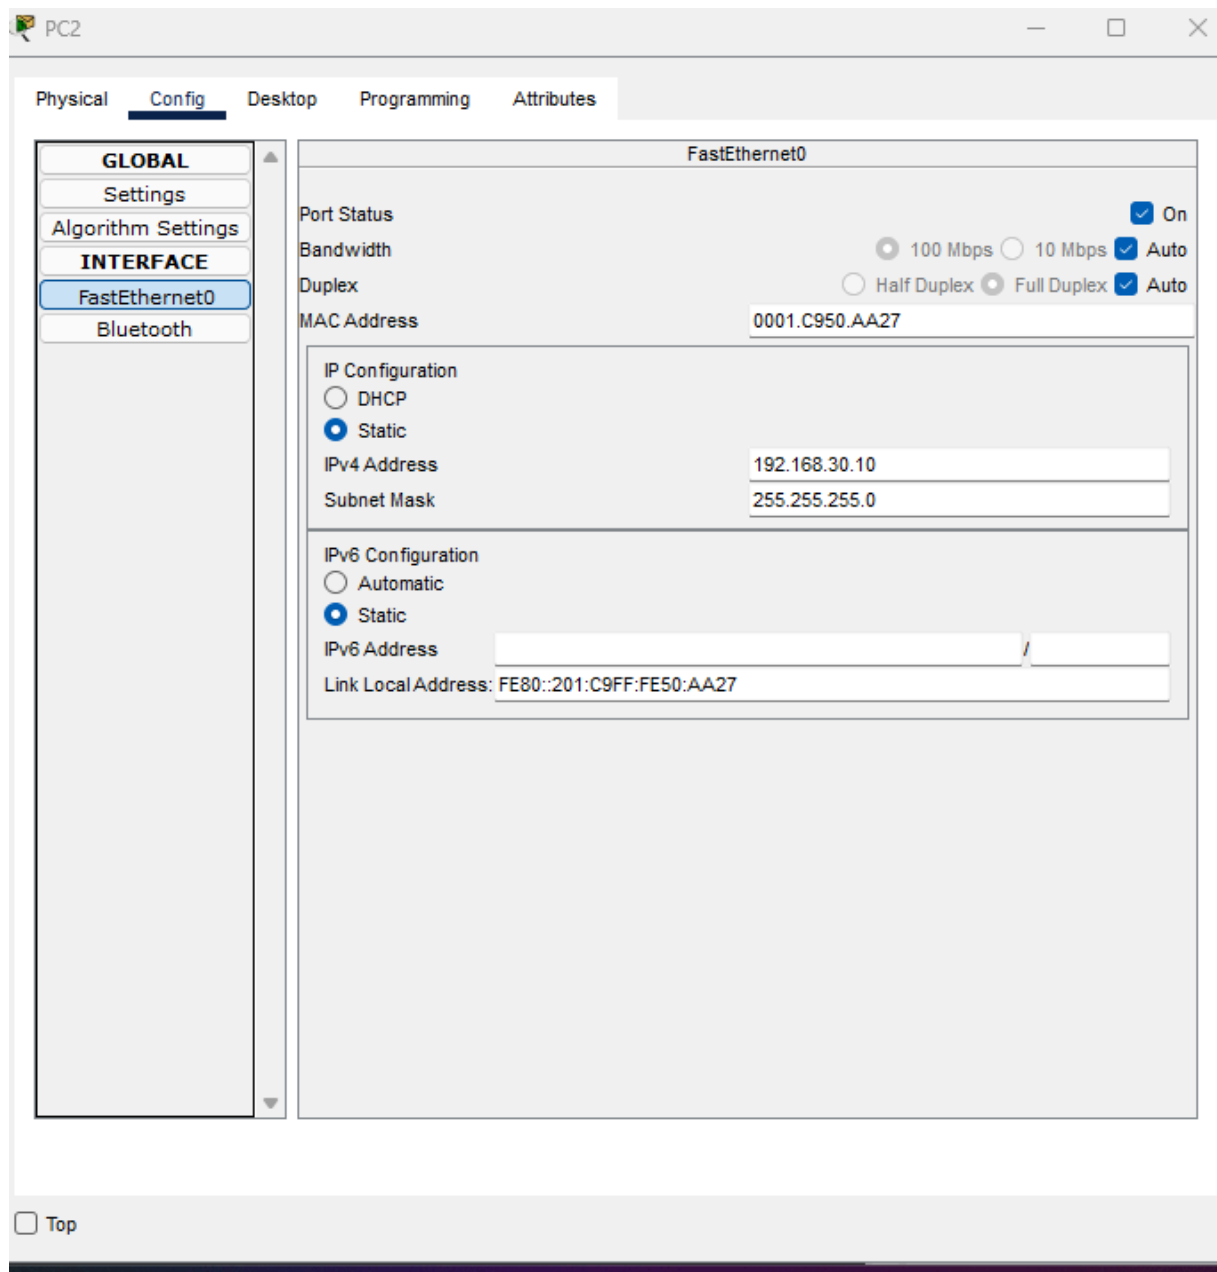 PC2
Physical Config Desktop Programming Attributes
GLOBAL
Settings
Algorithm Settings
INTERFACE
FastEthernet0
Bluetooth
FastEthernet0
Port Status On
Bandwidth 100 Mbps 10 Mbps Auto
Duplex Half Duplex Full Duplex Auto
MAC Address 0001.C950.AA27
IP Configuration
DHCP
Static
IPv4 Address 192.168.30.10
Subnet Mask 255.255.255.0
IPv6 Configuration
Automatic
Static
IPv6 Address /
Link Local Address: FE80::201:C9FF:FE50:AA27
Top